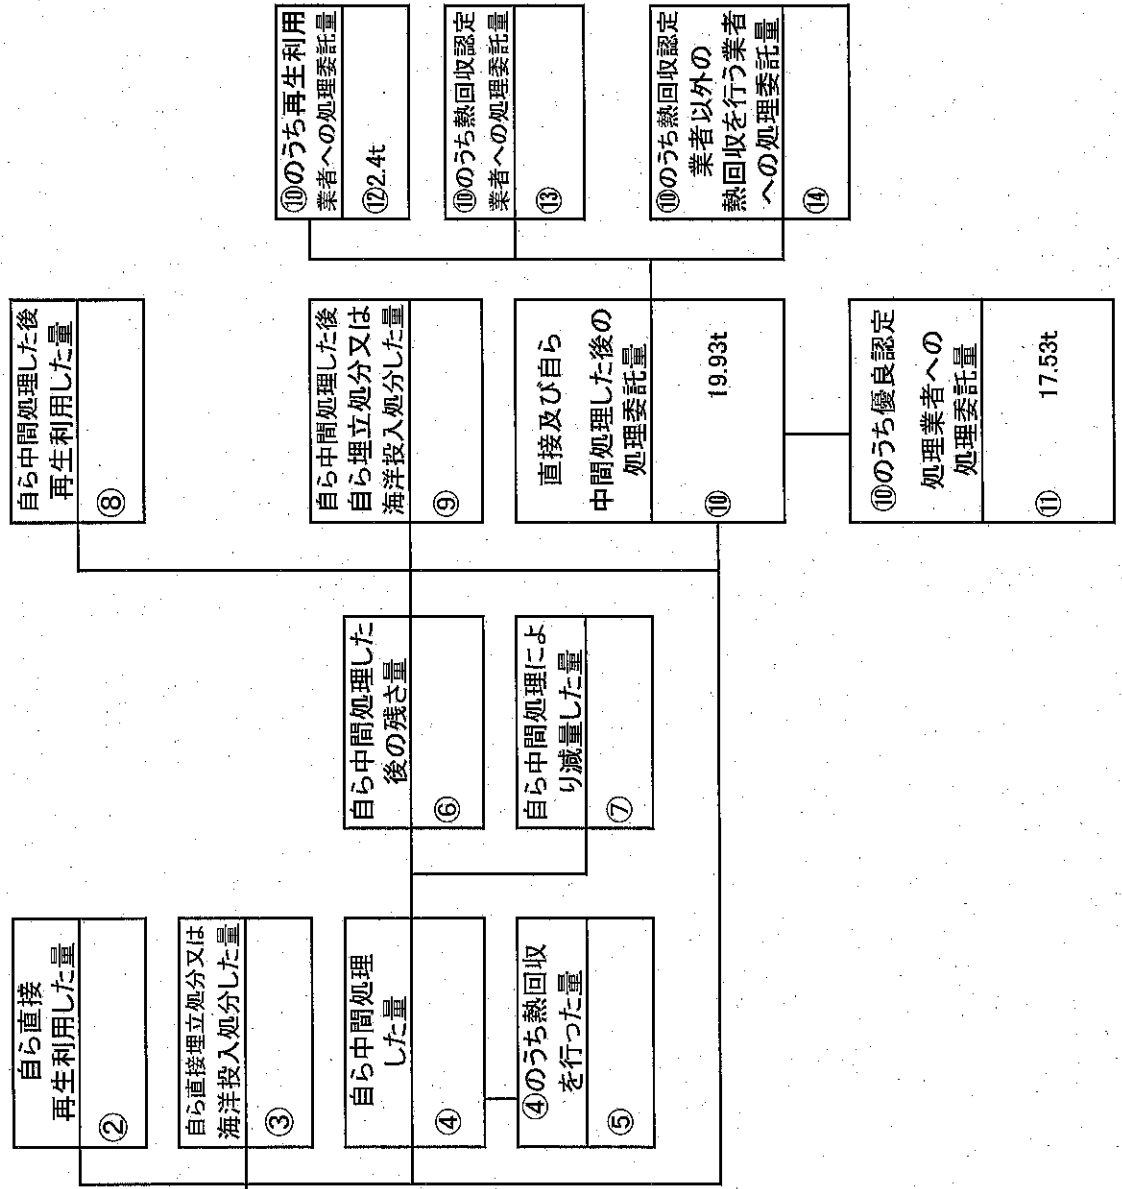 自ら直接
再生利用した量
②
自ら直接埋立処分又は
海洋投入処分した量
③
自ら中間処理
した量
④
④のうち熱回収
を行った量
⑤
自ら中間処理した
後の残さ量
⑥
自ら中間処理によ
り減量した量
⑦
自ら中間処理した後
再生利用した量
⑧
自ら中間処理した後
自ら埋立処分又は
海洋投入処分した量
⑨
直接及び自ら
中間処理した後の
処理委託量
⑩ 19.93t
⑩のうち優良認定
処理業者への
処理委託量
⑪ 17.53t
⑩のうち再生利用
業者への処理委託量
⑫2.4t
⑩のうち熱回収認定
業者への処理委託量
⑬
⑩のうち熱回収認定
業者以外の
熱回収を行う業者
への処理委託量
⑭